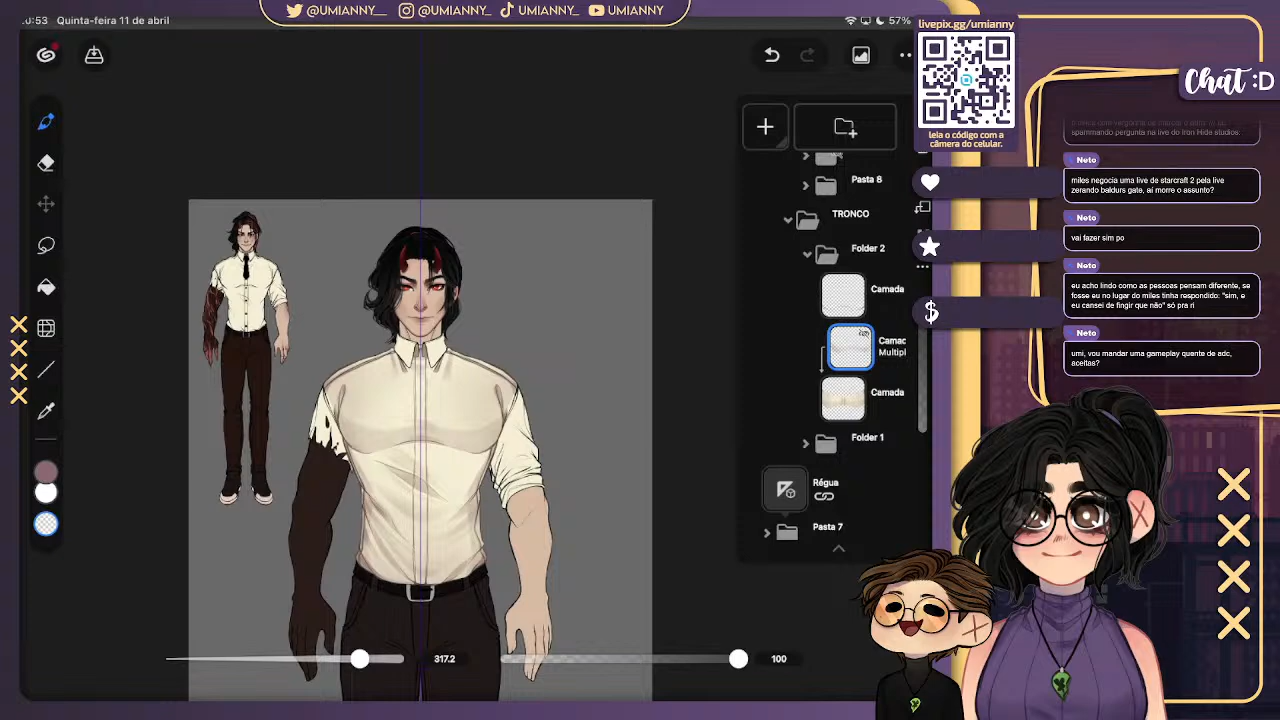 @UMIANNY__ @UMIANNY_ UMIANNY_ UMIANNY
:53 Quinta-feira 11 de abril
57%
livepix.gg/umianny
leia o código com a
câmera do celular.
Chat :D
spammando pergunta na live do Iron Hide studios.
Neto
miles negocia uma live de starcraft 2 pela live
zerando baldurs gate, aí morre o assunto?
Neto
vai fazer sim po
Neto
eu acho lindo como as pessoas pensam diferente, se
fosse eu no lugar do miles tinha respondido: "sim, e
eu cansei de fingir que não" só pra ri
Neto
umi, vou mandar uma gameplay quente de adc,
aceitas?
Pasta 8
TRONCO
Folder 2
Camada
Camac
Multipl
Camada
Folder 1
Régua
Pasta 7
317.2
100